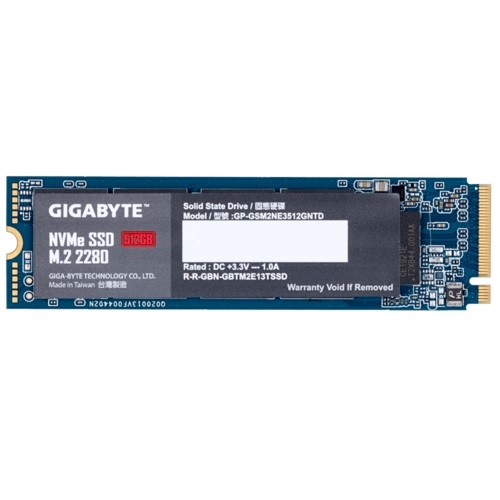 GIGABYTE™
NVMe SSD 512GB
M.2 2280
GIGA-BYTE TECHNOLOGY CO., LTD.
Made in Taiwan 台灣製造
Solid State Drive / 固態硬碟
Model / 型號 :GP-GSM2NE3512GNTD
Rated : DC +3.3V — 1.0A
R-R-GBN-GBTM2E13TSSD
Warranty Void If Removed